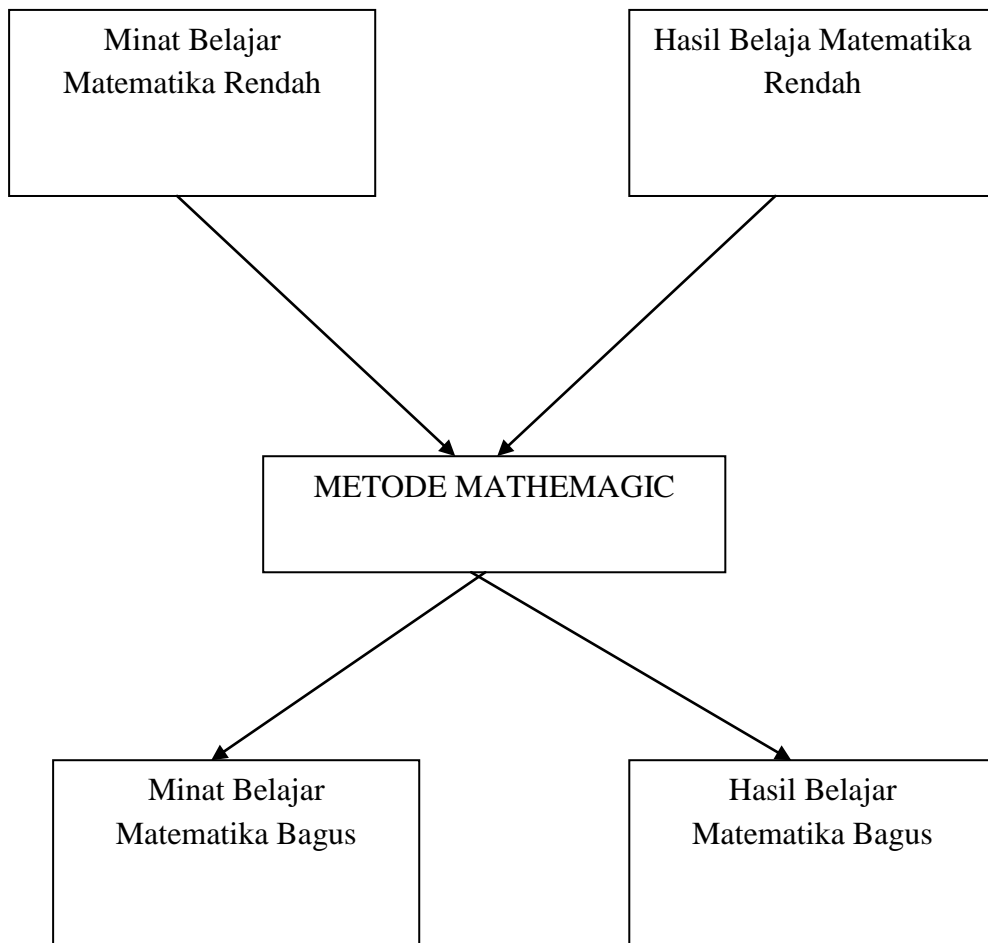 Minat Belajar
Matematika Rendah
Hasil Belaja Matematika
Rendah
METODE MATHEMAGIC
Minat Belajar
Matematika Bagus
Hasil Belajar
Matematika Bagus